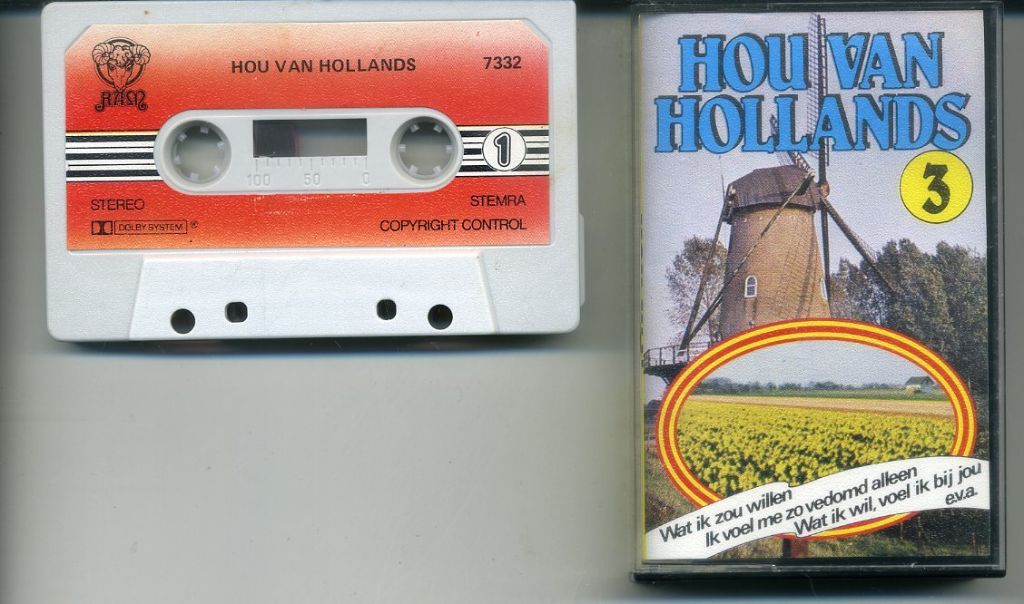 RAM
HOU VAN HOLLANDS
7332
1
STEREO
DOLBY SYSTEM ®
STEMRA
COPYRIGHT CONTROL
100 50 0
HOU VAN
HOLLANDS
3
Wat ik zou willen
Ik voel me zo vedomd alleen
Wat ik wil, voel ik bij jou
e.v.a.